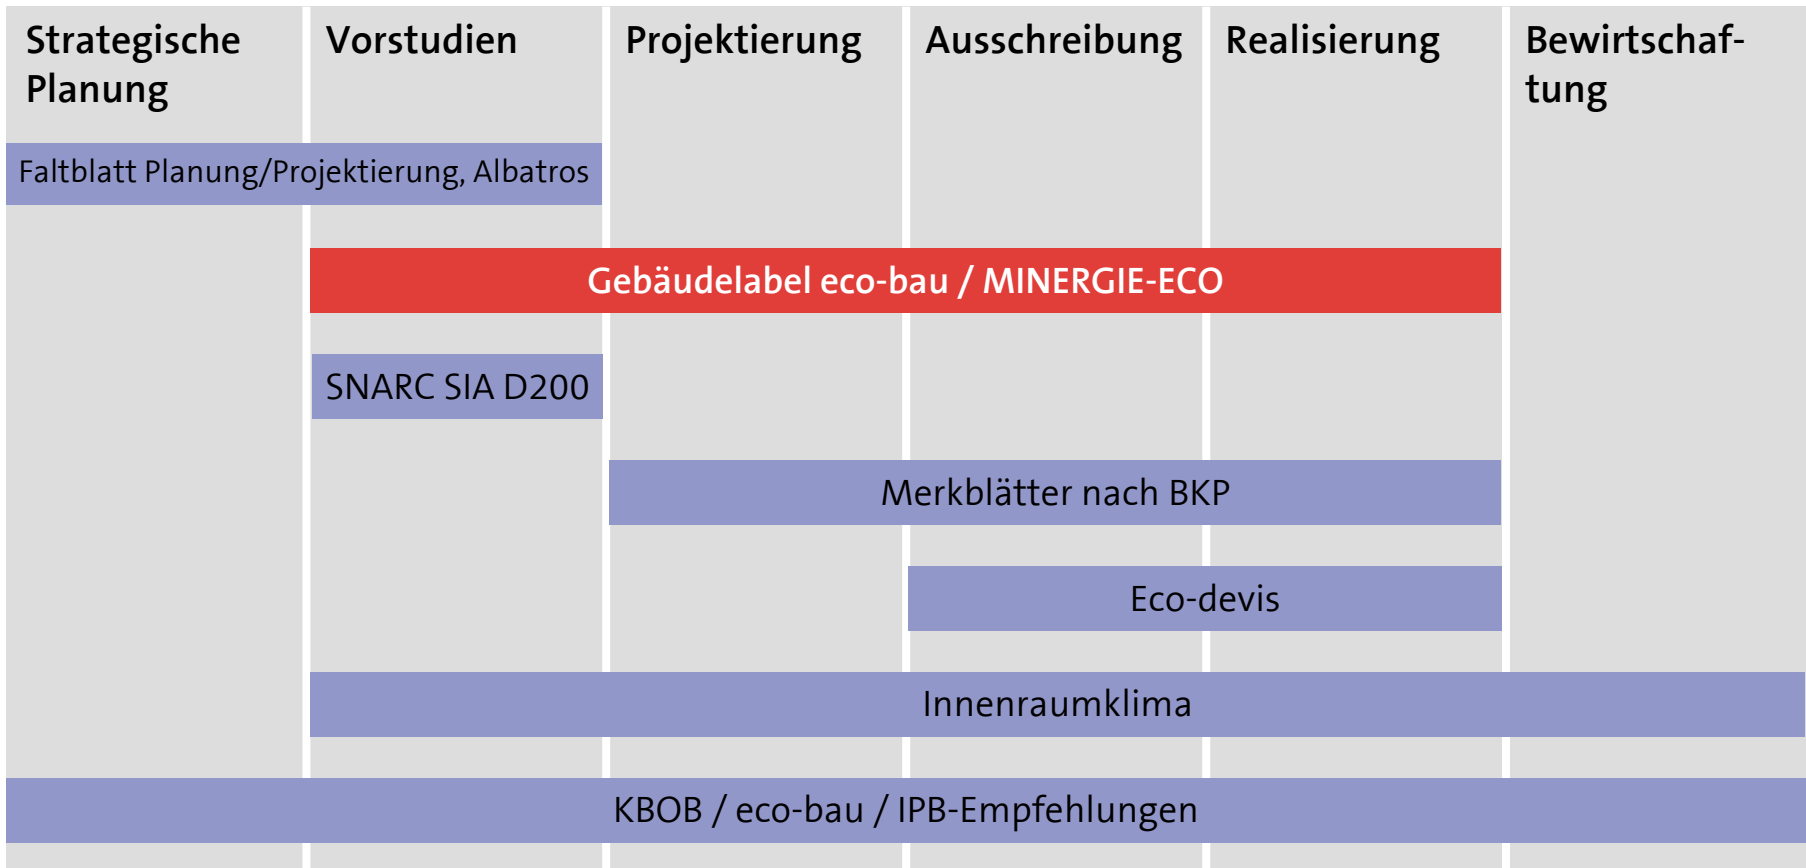 Strategische
Planung
Vorstudien
Projektierung
Ausschreibung
Realisierung
Bewirtschaf-
tung
Faltblatt Planung/Projektierung, Albatros
Gebäudelabel eco-bau / MINERGIE-ECO
SNARC SIA D200
Merkblätter nach BKP
Eco-devis
Innenraumklima
KBOB / eco-bau / IPB-Empfehlungen